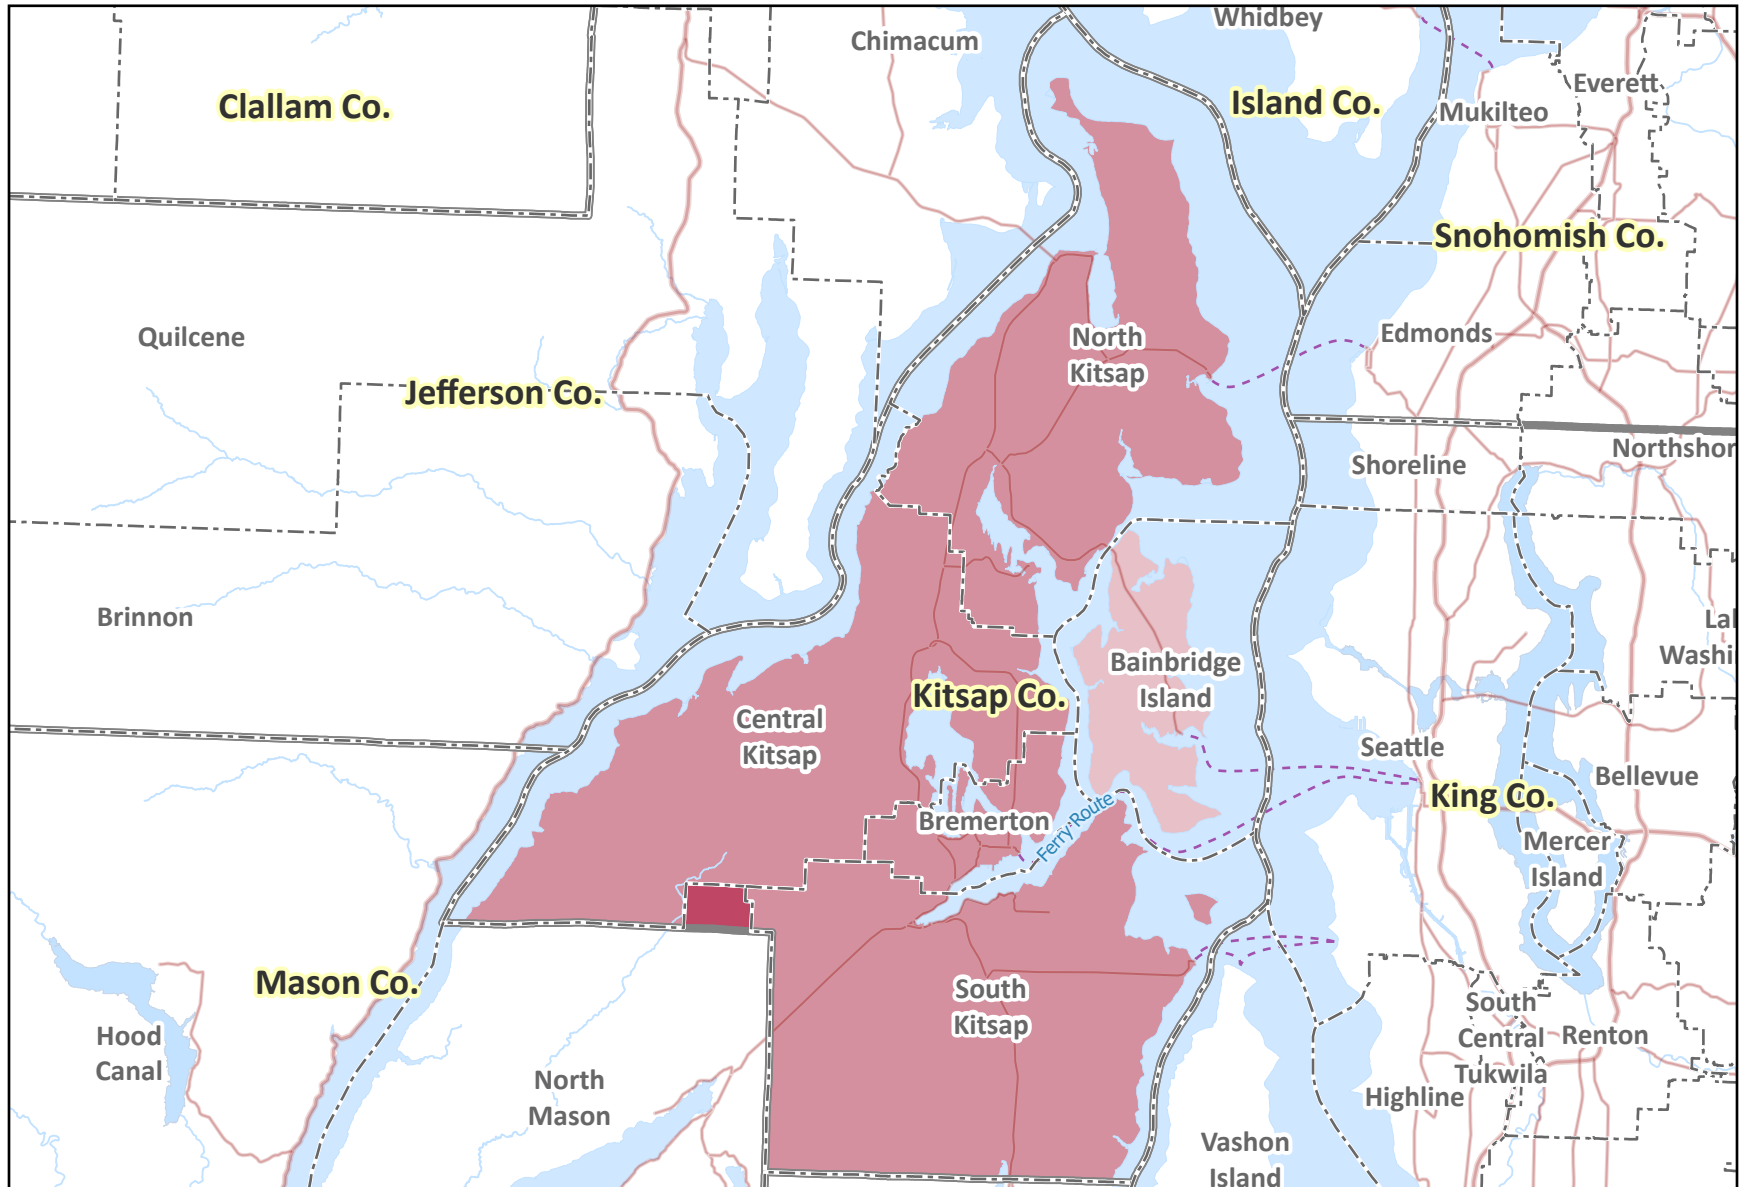 Whidbey
Chimacum
Clallam Co.
Island Co.
Everett
Mukilteo
Snohomish Co.
Quilcene
North
Kitsap
Edmonds
Jefferson Co.
Northshor
Shoreline
Brinnon
Lal
Washi
Bainbridge
Island
Kitsap Co.
Central
Kitsap
Seattle
Bellevue
King Co.
Bremerton
Ferry Route
Mercer
Island
Mason Co.
South
Kitsap
South
Central
Tukwila
Renton
Hood
Canal
North
Mason
Highline
Vashon
Island